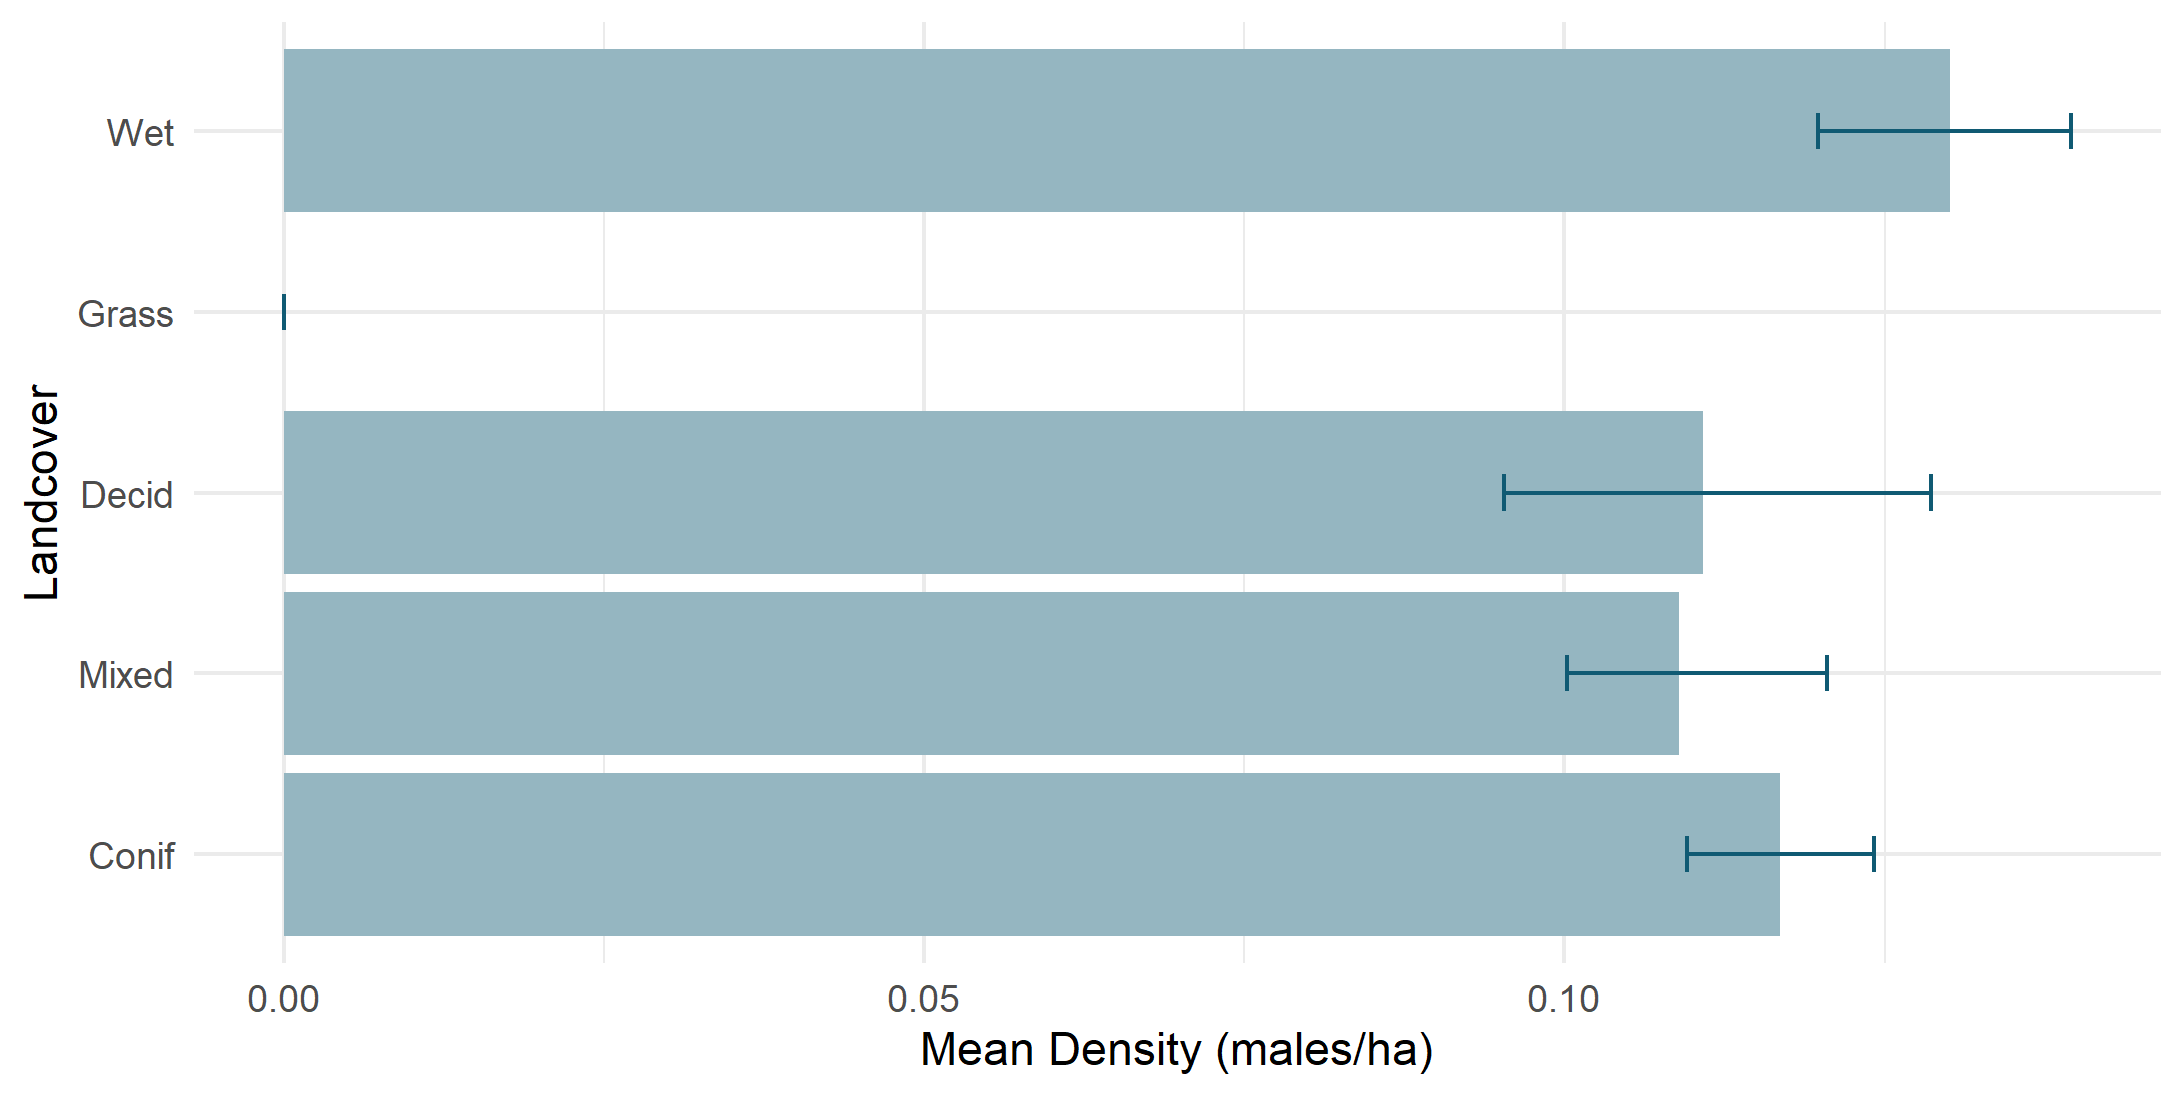 Wet
Grass
Decid
Mixed
Conif
Landcover
0.00 0.05 0.10
Mean Density (males/ha)